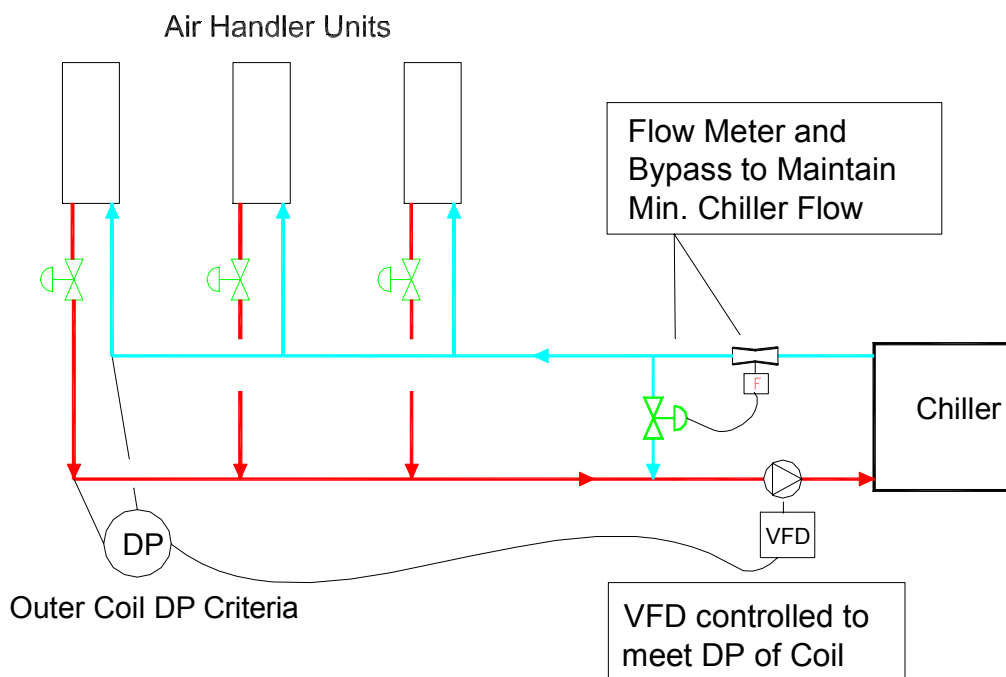 Air Handler Units
Flow Meter and
Bypass to Maintain
Min. Chiller Flow
F
Chiller
DP
VFD
Outer Coil DP Criteria
VFD controlled to
meet DP of Coil